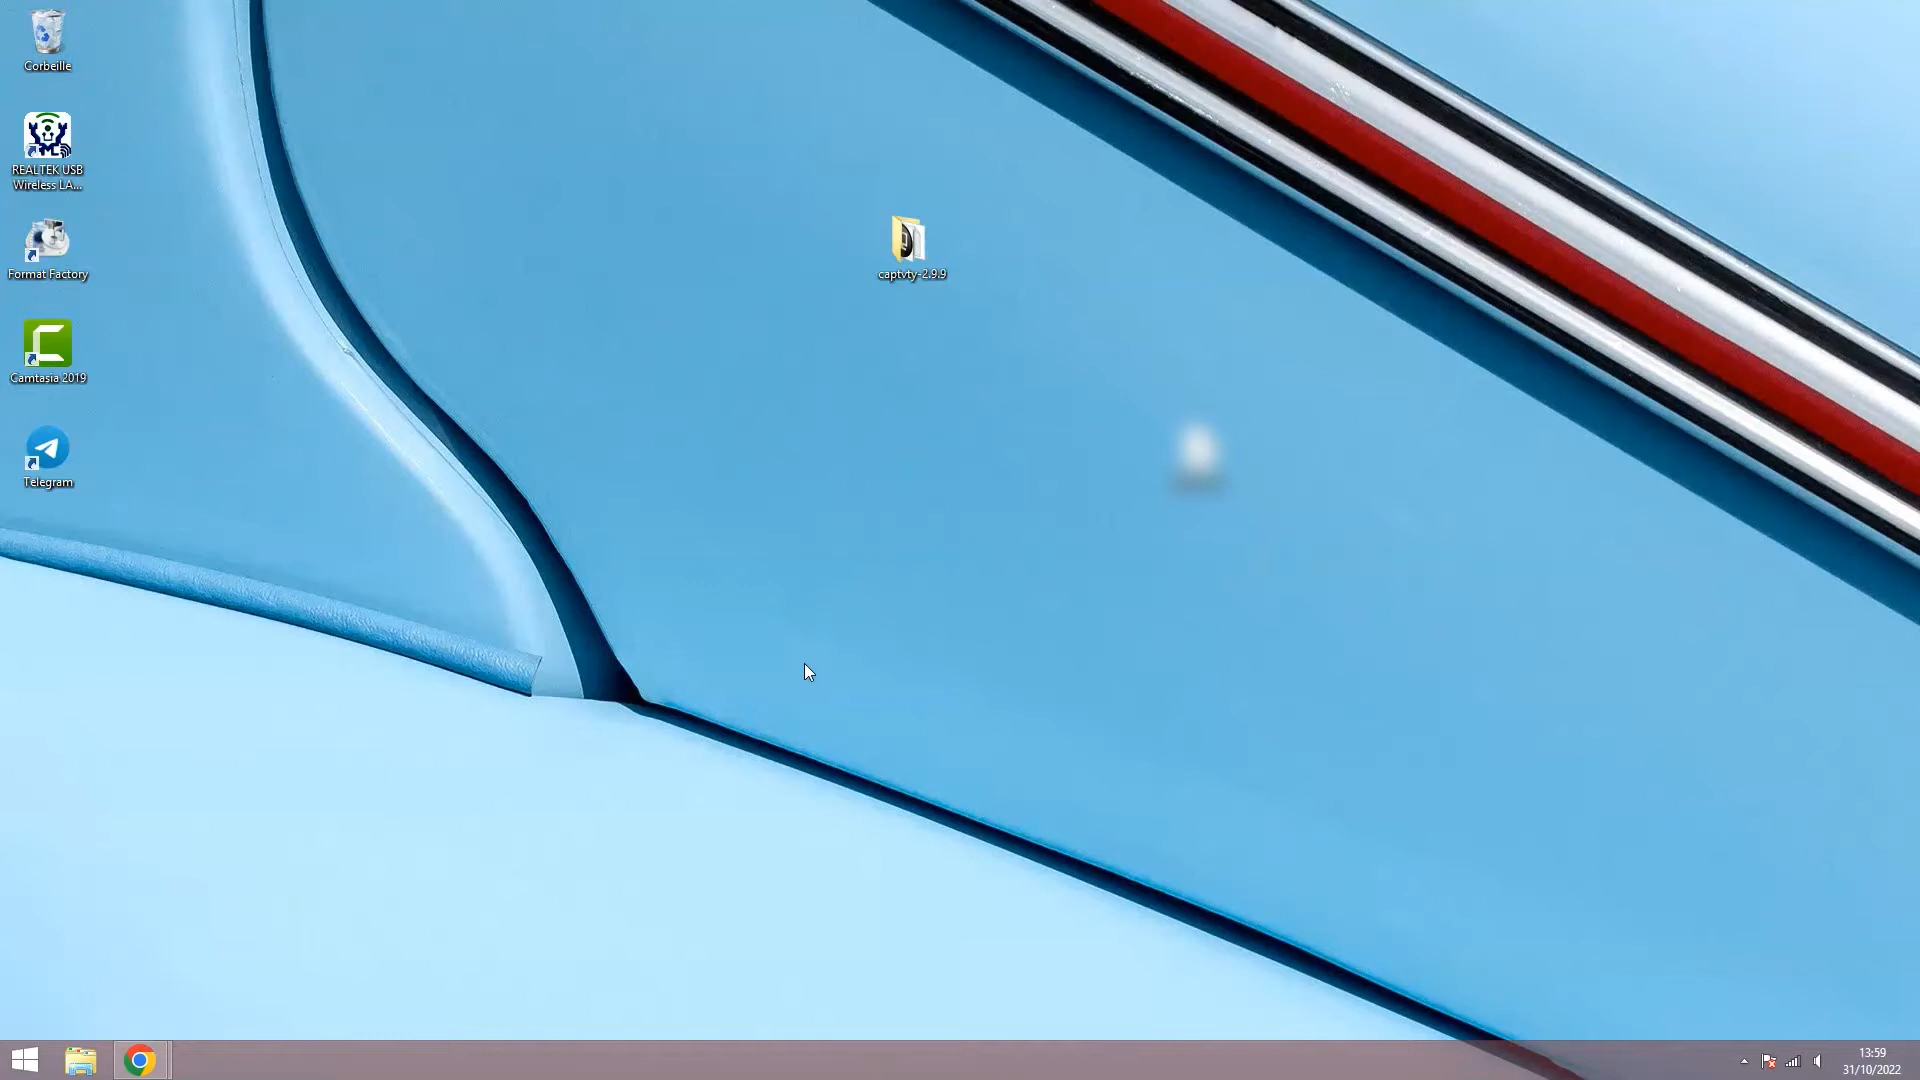 Corbeille
REALTEK USB
Wireless LA...
Format Factory
Camtasia 2019
Telegram
captvty-2.9.9
13:59
31/10/2022